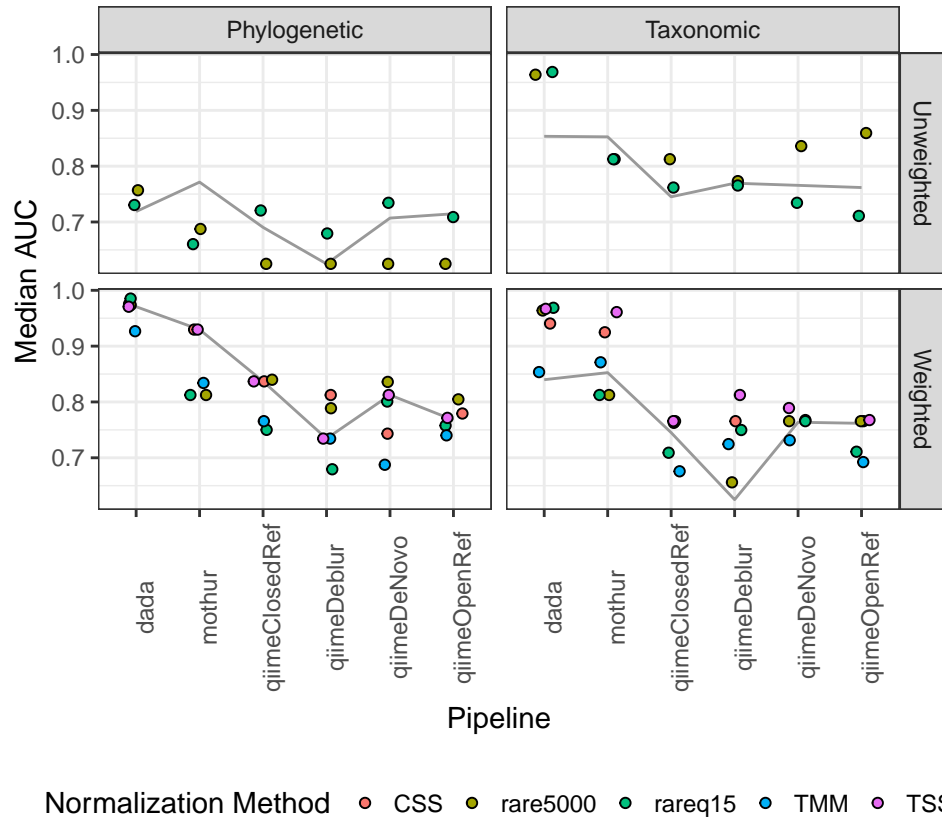 Phylogenetic Taxonomic
Median AUC
1.0
0.9
0.8
0.7
Unweighted
1.0
0.9
0.8
0.7
Weighted
dada mothur qiimeClosedRef qiimeDeblur qiimeDeNovo qiimeOpenRef dada mothur qiimeClosedRef qiimeDeblur qiimeDeNovo qiimeOpenRef
Pipeline
Normalization Method CSS rare5000 rareq15 TMM TSS